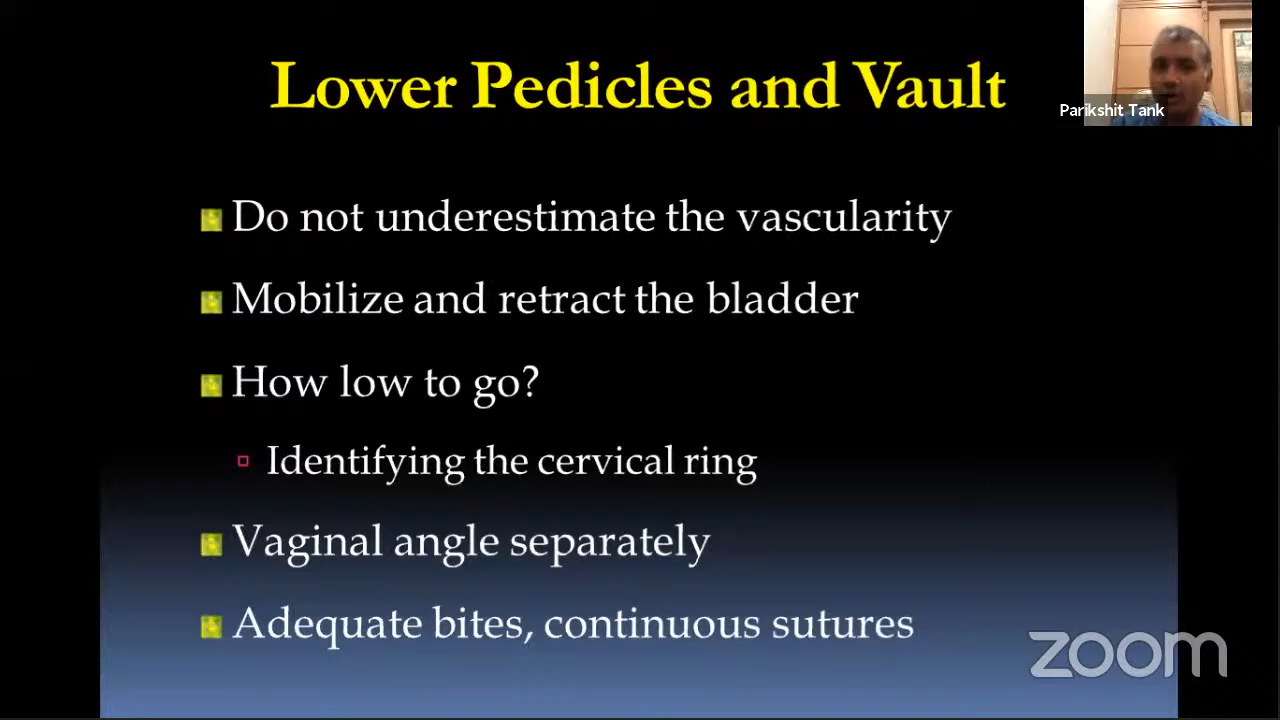 Lower Pedicles and Vault
Parikshit Tank
Do not underestimate the vascularity
Mobilize and retract the bladder
How low to go?
Identifying the cervical ring
Vaginal angle separately
Adequate bites, continuous sutures
zoom